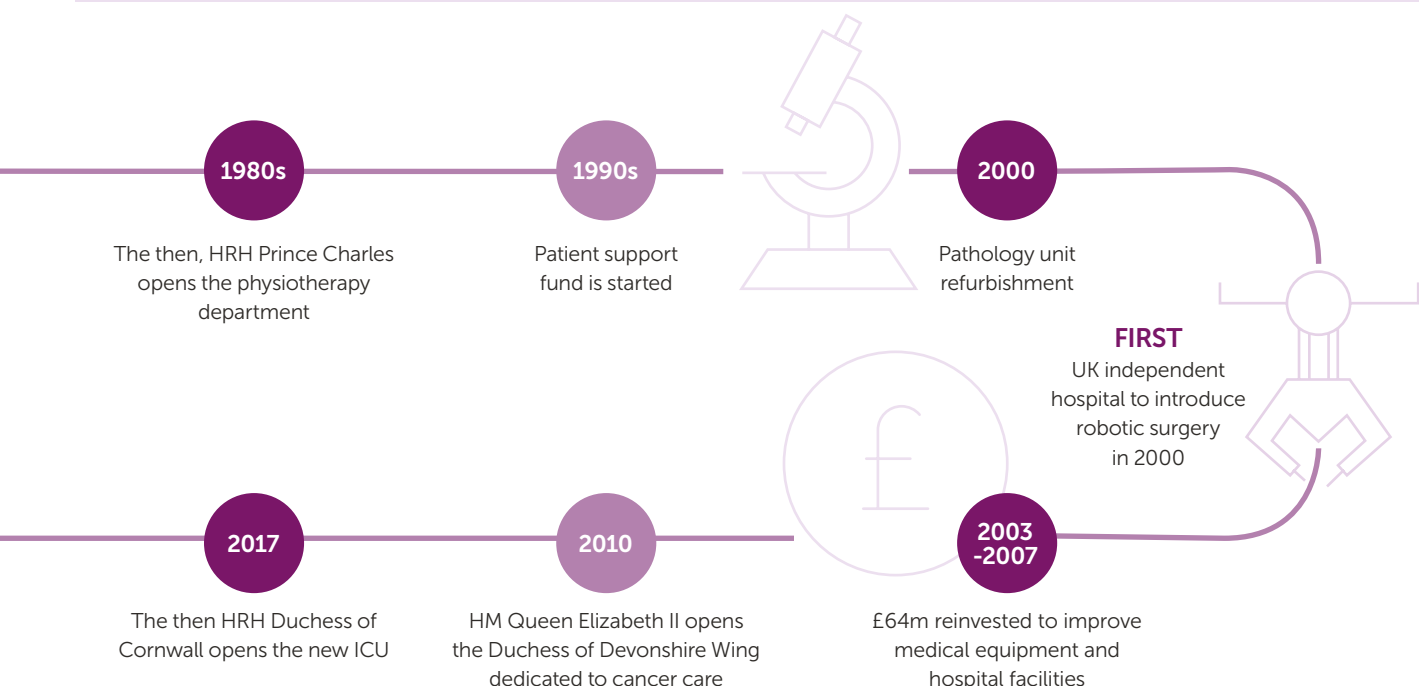 1980s
The then, HRH Prince Charles
opens the physiotherapy
department
1990s
Patient support
fund is started
2000
Pathology unit
refurbishment
FIRST
UK independent
hospital to introduce
robotic surgery
in 2000
£
2003
-2007
£64m reinvested to improve
medical equipment and
hospital facilities
2010
HM Queen Elizabeth II opens
the Duchess of Devonshire Wing
dedicated to cancer care
2017
The then HRH Duchess of
Cornwall opens the new ICU